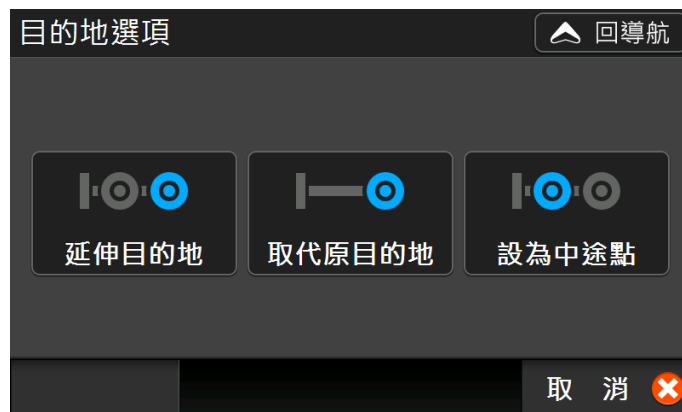 目的地選項
回導航
延伸目的地
取代原目的地
設為中途點
取 消